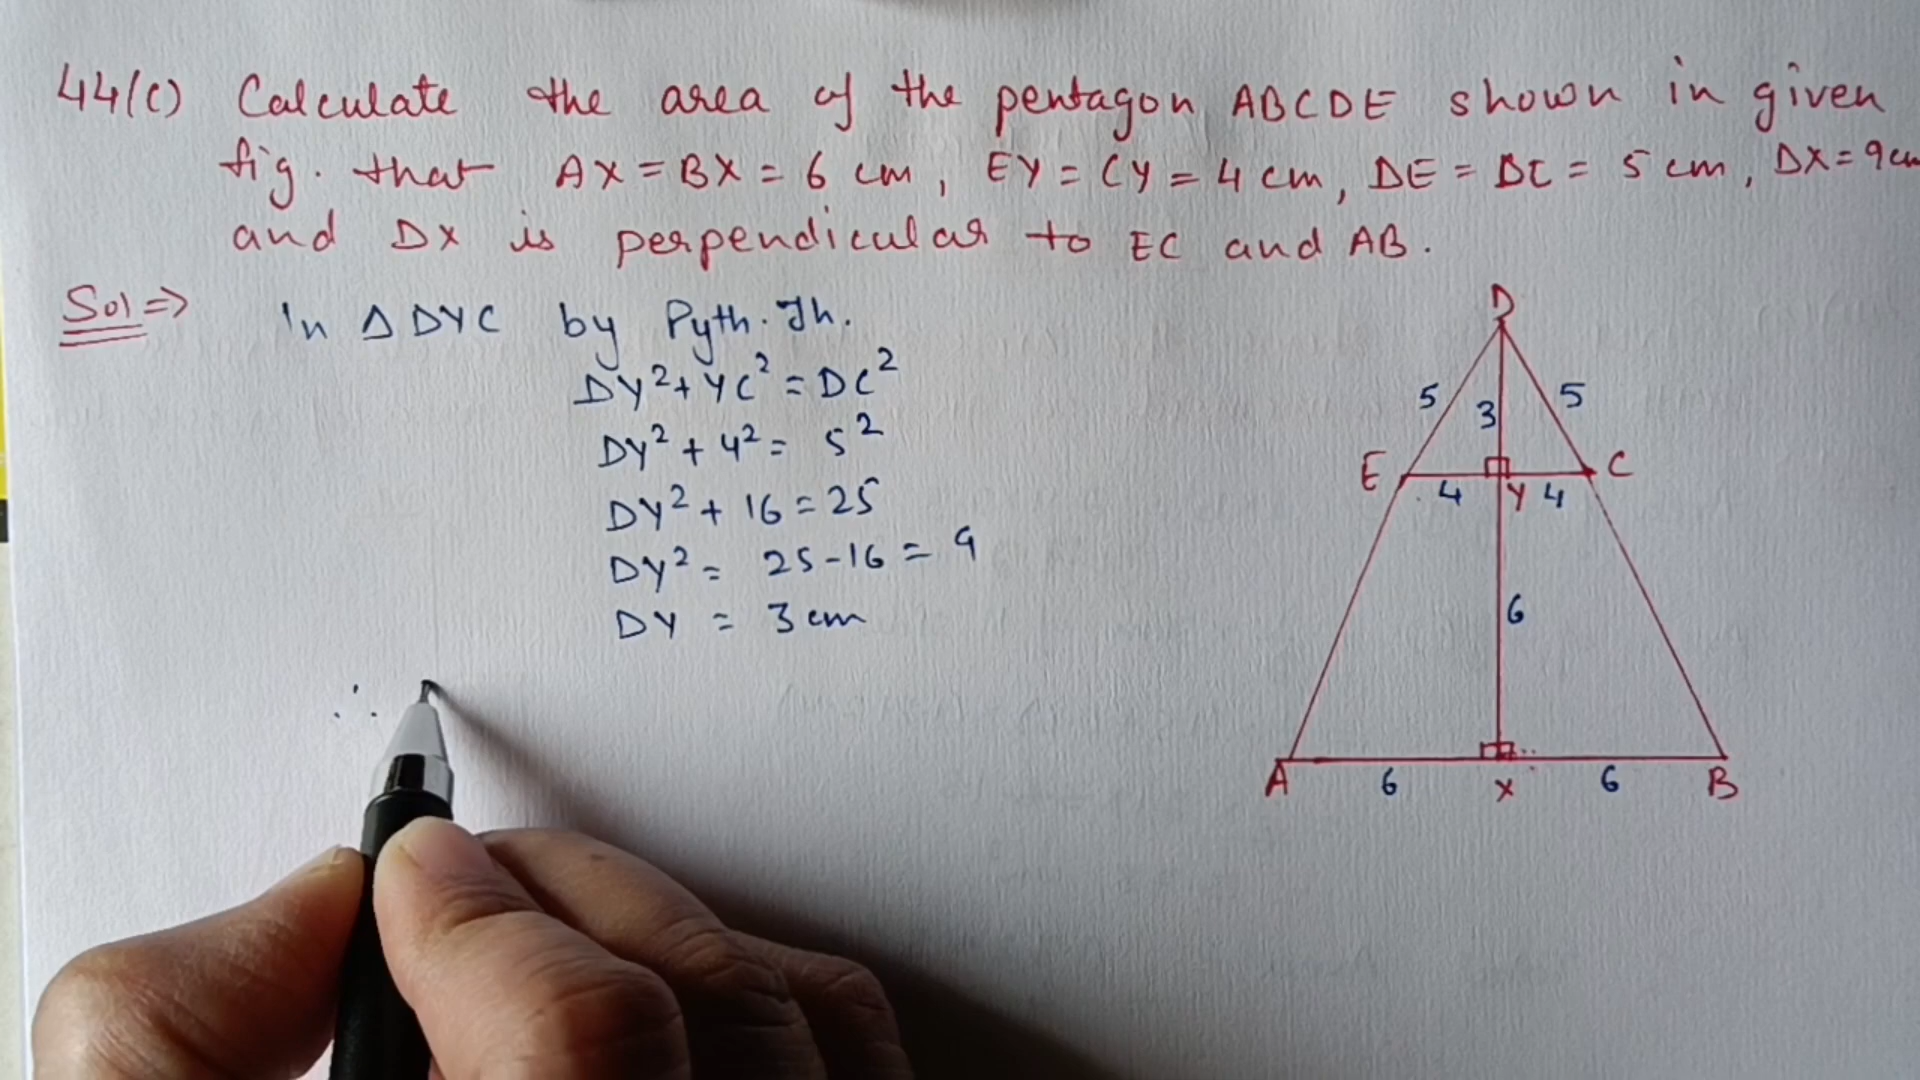 44(C) Calculate the area of the pentagon ABCDE shown in given
fig. that AX = BX = 6 cm, EY = CY = 4 cm, DE = DC = 5 cm, DX = 9 cm
and DX is perpendicular to EC and AB.
Sol ⇒ In Δ DYC by Pyth. Th.
DY² + YC² = DC²
DY² + 4² = 5²
DY² + 16 = 25
DY² = 25 - 16 = 9
DY = 3 cm
∴
D
5 3 5
E C
4 Y 4
6
A 6 X 6 B